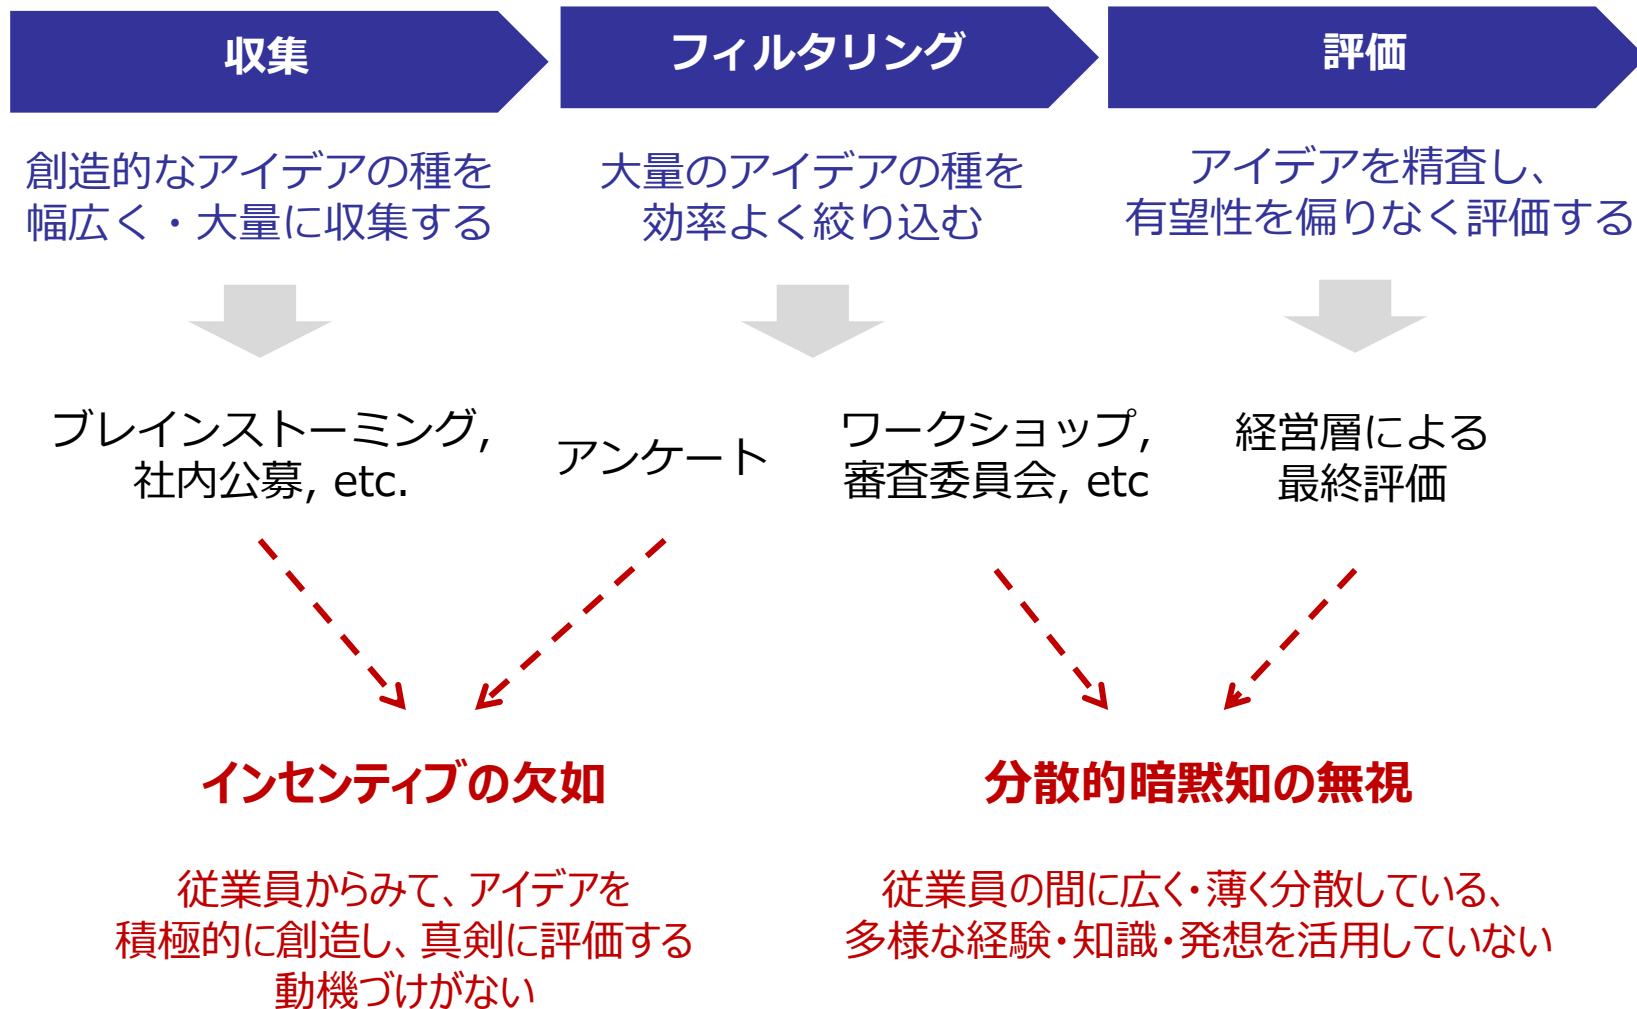 収集
フィルタリング
評価
創造的なアイデアの種を
幅広く・大量に収集する
大量のアイデアの種を
効率よく絞り込む
アイデアを精査し、
有望性を偏りなく評価する
ブレインストーミング,
社内公募, etc.
アンケート
ワークショップ,
審査委員会, etc
経営層による
最終評価
インセンティブの欠如
従業員からみて、アイデアを
積極的に創造し、真剣に評価する
動機づけがない
分散的暗黙知の無視
従業員の間に広く・薄く分散している、
多様な経験・知識・発想を活用していない